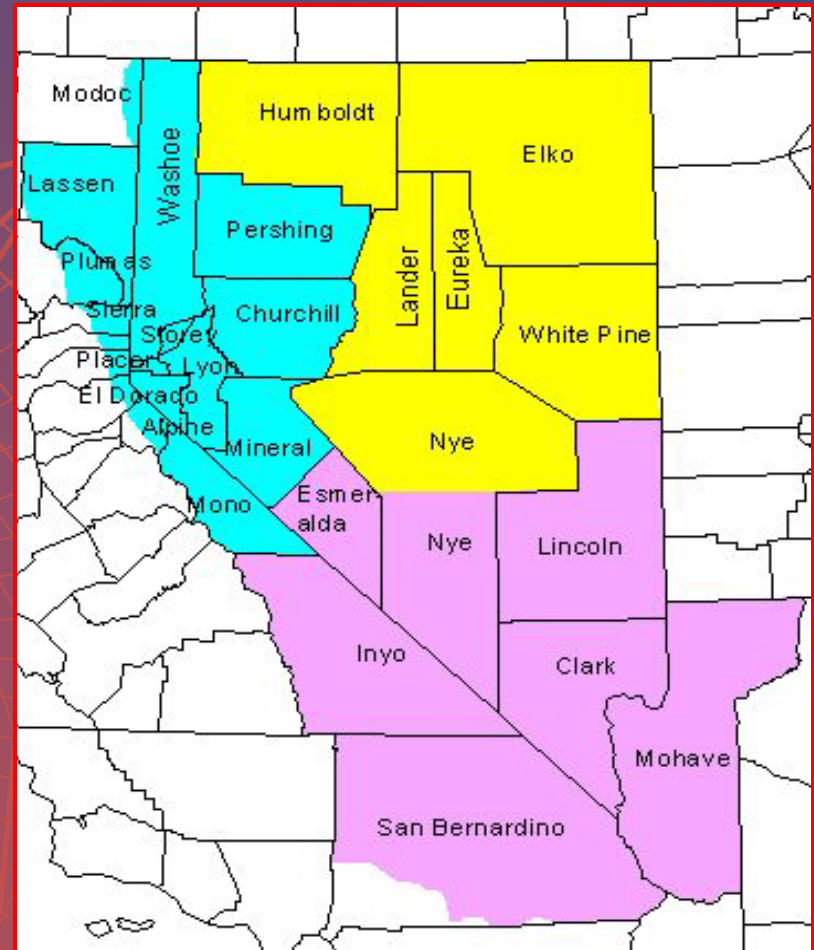 Modoc
Humboldt
Elko
Washoe
Lassen
Pershing
Plumas
Lander
Eureka
Sierra
Churchill
Storey
White Pine
Placer
Lyon
El Dorado
Alpine
Mineral
Nye
Mono
Esmer-
alda
Nye
Lincoln
Inyo
Clark
Mohave
San Bernardino